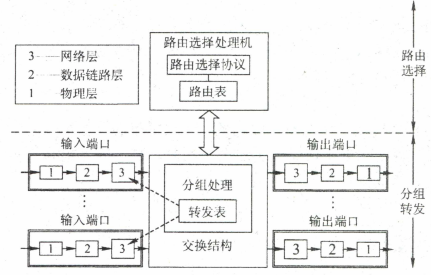 3——网络层
2——数据链路层
1——物理层
路由选择处理机
路由选择协议
路由表
路由
选择
输入端口
1 2 3
⋮
输入端口
1 2 3
分组处理
转发表
交换结构
输出端口
3 2 1
⋮
输出端口
3 2 1
分组
转发